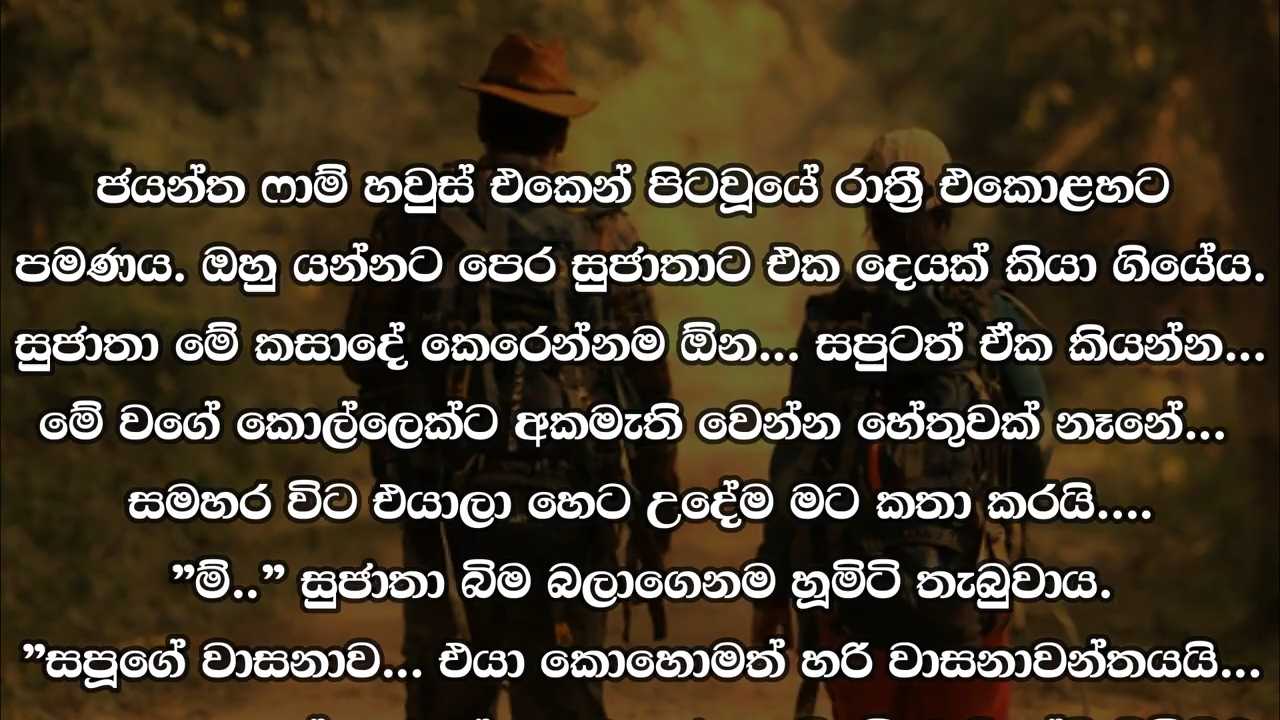 ජයන්ත ෆාම් හවුස් එකෙන් පිටවූයේ රාත්‍රී එකොළහට
පමණය. ඔහු යන්නට පෙර සුජාතාට එක දෙයක් කියා ගියේය.
සුජාතා මේ කසාදේ කෙරෙන්නම ඕන... සපුටත් ඒක කියන්න...
මේ වගේ කොල්ලෙක්ට අකමැති වෙන්න හේතුවක් නෑනේ...
සමහර විට එයාලා හෙට උදේම මට කතා කරයි....
”ම්..” සුජාතා බිම බලාගෙනම හූමිටි තැබුවාය.
”සපූගේ වාසනාව... එයා කොහොමත් හරි වාසනාවන්තයයි...